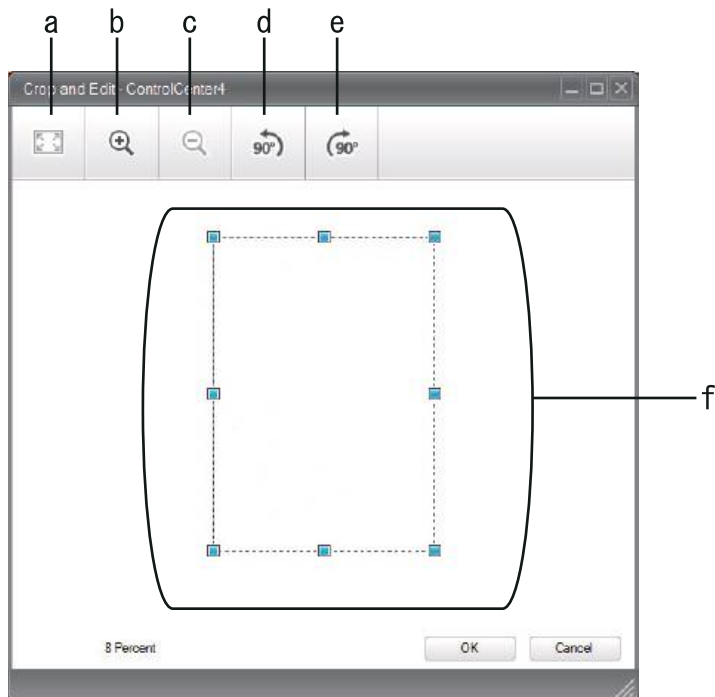 a b c d e
Crop and Edit - ControlCenter4
90° 90°
f
8 Percent OK Cancel